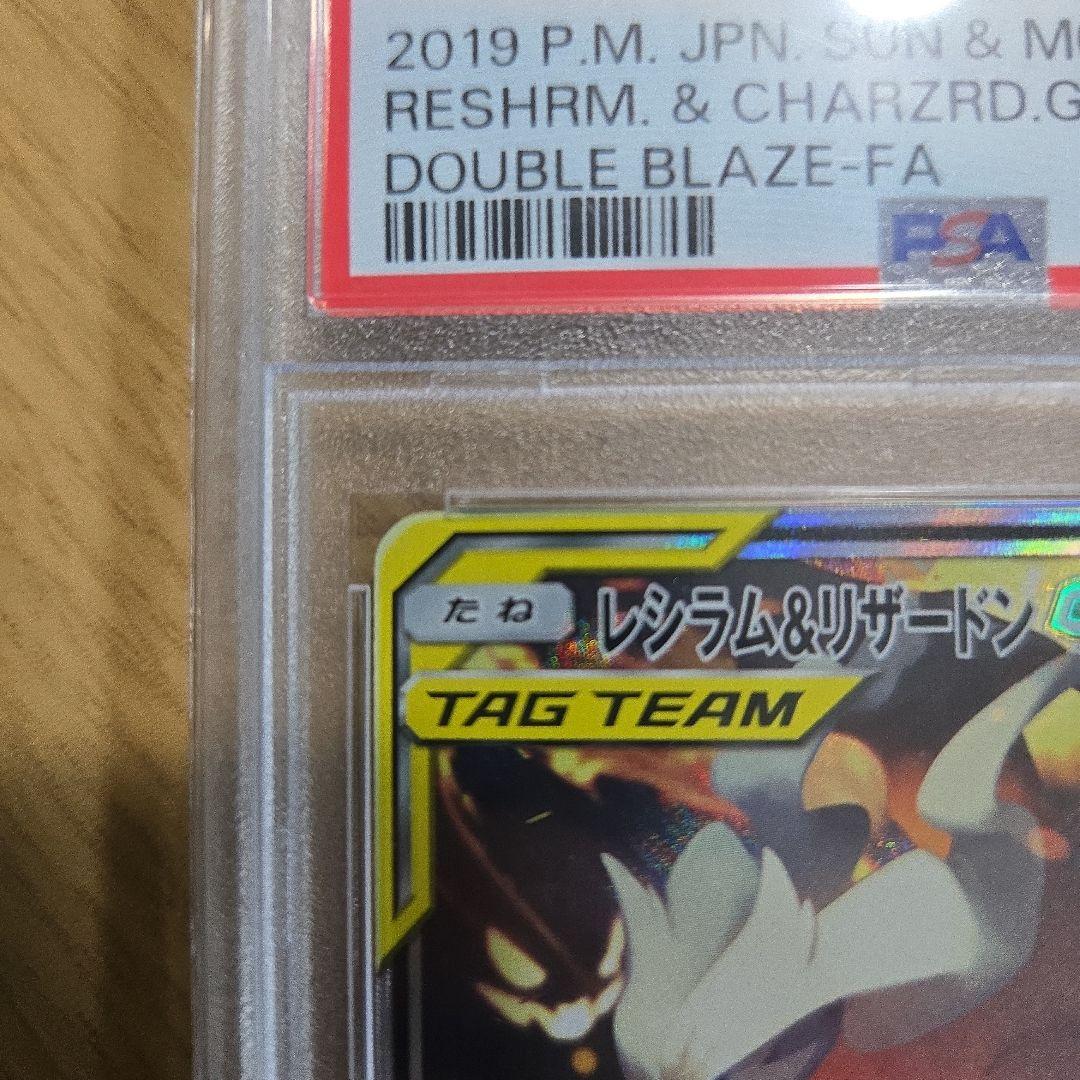 2019 P.M. JPN. SUN & MO
RESHRM. & CHARZRD.G
DOUBLE BLAZE-FA
PSA
たね
レシラム&リザードン
TAG TEAM